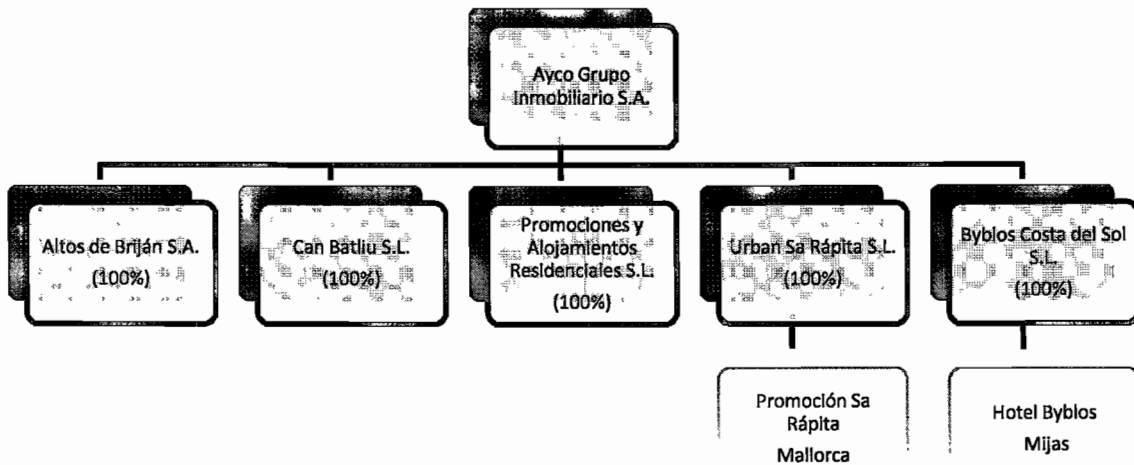 Ayco Grupo
Inmobiliario S.A.
Altos de Briján S.A.
(100%)
Can Batliu S.L.
(100%)
Promociones y
Alojamientos
Residenciales S.L.
(100%)
Urban Sa Rápita S.L.
(100%)
Byblos Costa del Sol
S.L.
(100%)
Promoción Sa
Rápita
Mallorca
Hotel Byblos
Mijas